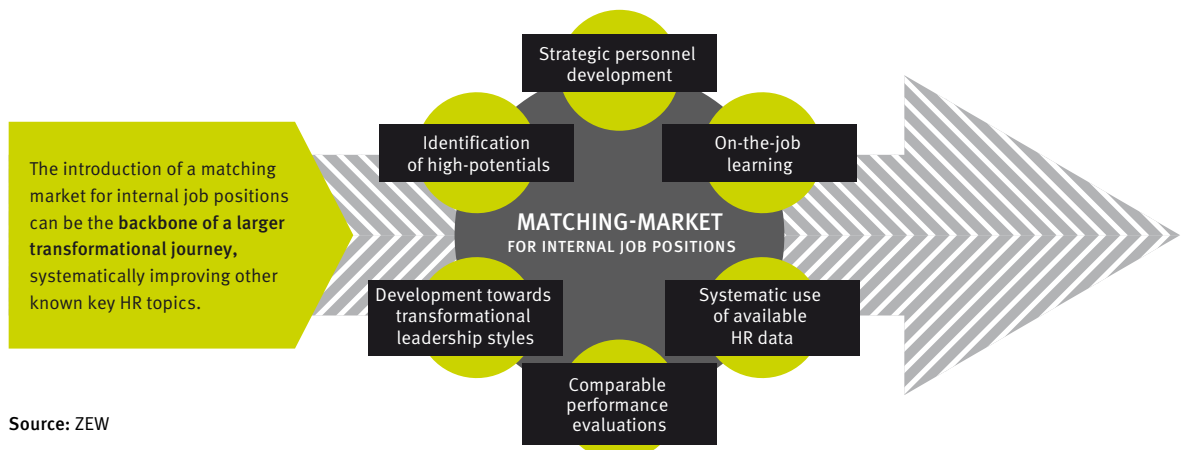 The introduction of a matching
market for internal job positions
can be the backbone of a larger
transformational journey,
systematically improving other
known key HR topics.
Strategic personnel
development
Identification
of high-potentials
On-the-job
learning
MATCHING-MARKET
FOR INTERNAL JOB POSITIONS
Development towards
transformational
leadership styles
Systematic use
of available
HR data
Comparable
performance
evaluations
Source: ZEW